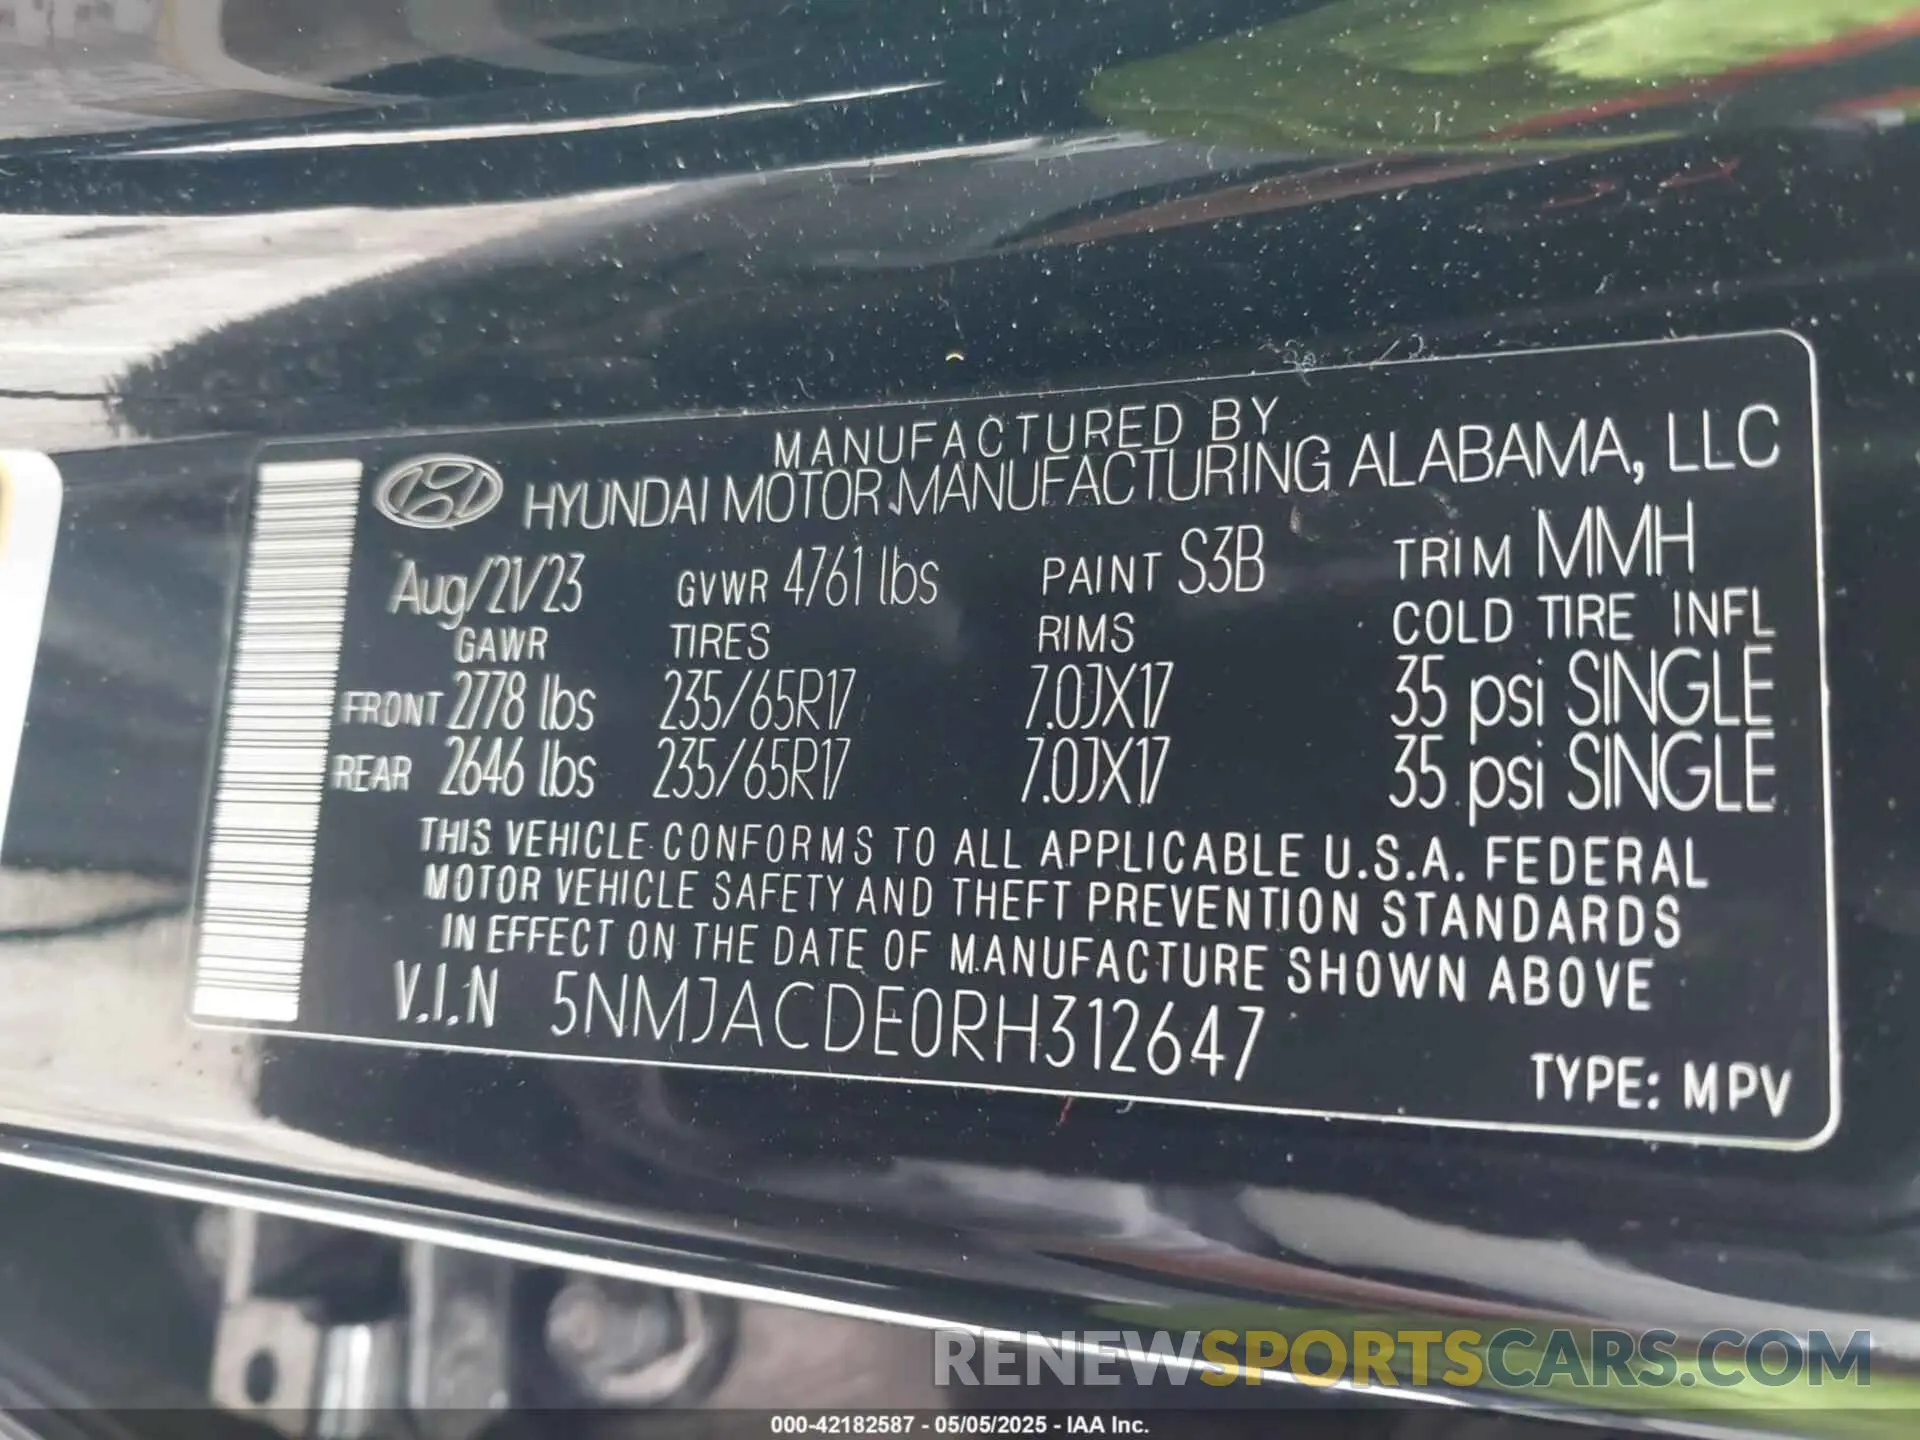 MANUFACTURED BY
HYUNDAI MOTOR MANUFACTURING ALABAMA, LLC
Aug/21/23 GVWR 4761 lbs PAINT S3B TRIM MMH
GAWR TIRES RIMS COLD TIRE INFL
FRONT 2778 lbs 235/65R17 7.0JX17 35 psi SINGLE
REAR 2646 lbs 235/65R17 7.0JX17 35 psi SINGLE
THIS VEHICLE CONFORMS TO ALL APPLICABLE U.S.A. FEDERAL
MOTOR VEHICLE SAFETY AND THEFT PREVENTION STANDARDS
IN EFFECT ON THE DATE OF MANUFACTURE SHOWN ABOVE
V.I.N 5NMJACDE0RH312647
TYPE: MPV
RENEWSPORTSCARS.COM
000-42182587 - 05/05/2025 - IAA Inc.